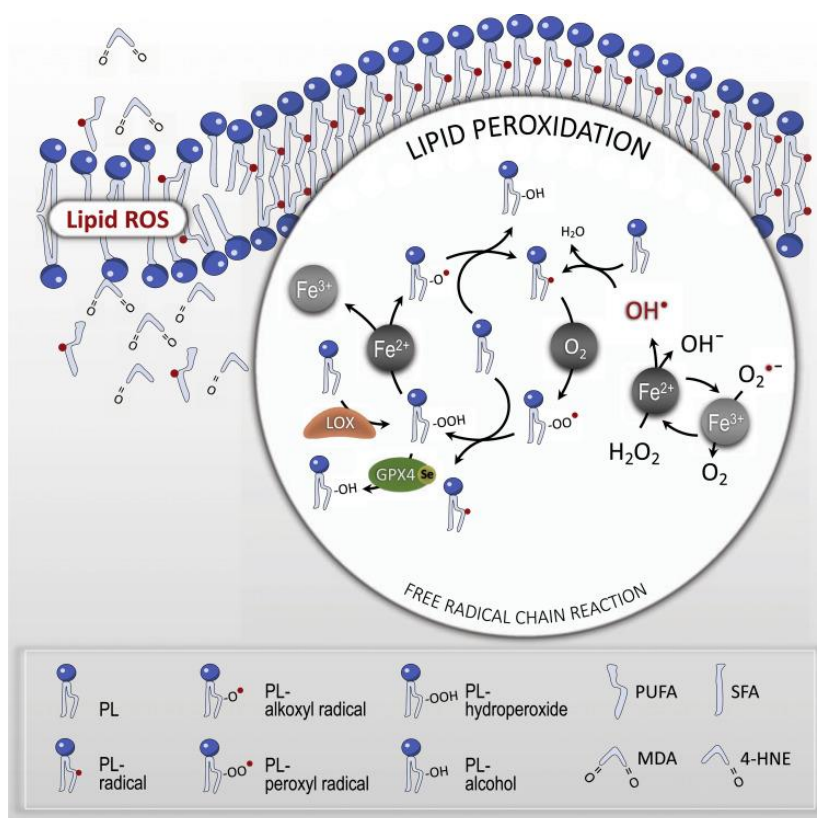 O O
O O
Lipid ROS
O O
O O
O
O
LIPID PEROXIDATION
-OH
H₂O
-O•
Fe³⁺
Fe²⁺
O₂
OH•
OH⁻
O₂•⁻
Fe²⁺
Fe³⁺
LOX
-OOH
-OO•
H₂O₂
O₂
GPX4 Se
-OH
FREE RADICAL CHAIN REACTION
PL
-O• PL-
alkoxyl radical
-OOH PL-
hydroperoxide
PUFA
SFA
PL-
radical
-OO• PL-
peroxyl radical
-OH PL-
alcohol
O O MDA
O 4-HNE